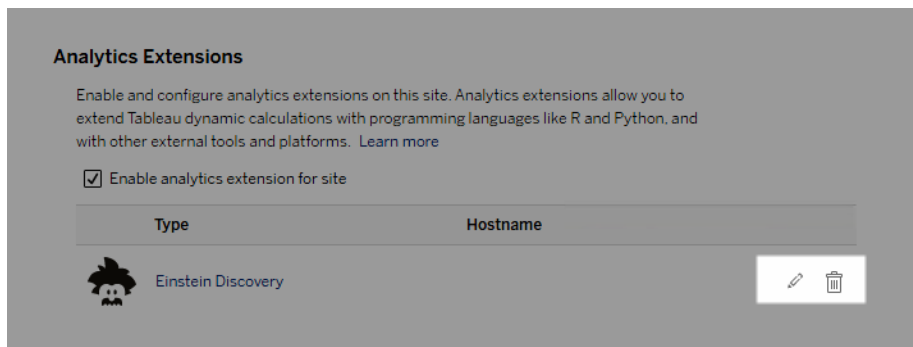 Analytics Extensions
Enable and configure analytics extensions on this site. Analytics extensions allow you to
extend Tableau dynamic calculations with programming languages like R and Python, and
with other external tools and platforms. Learn more
Enable analytics extension for site
Type Hostname
Einstein Discovery